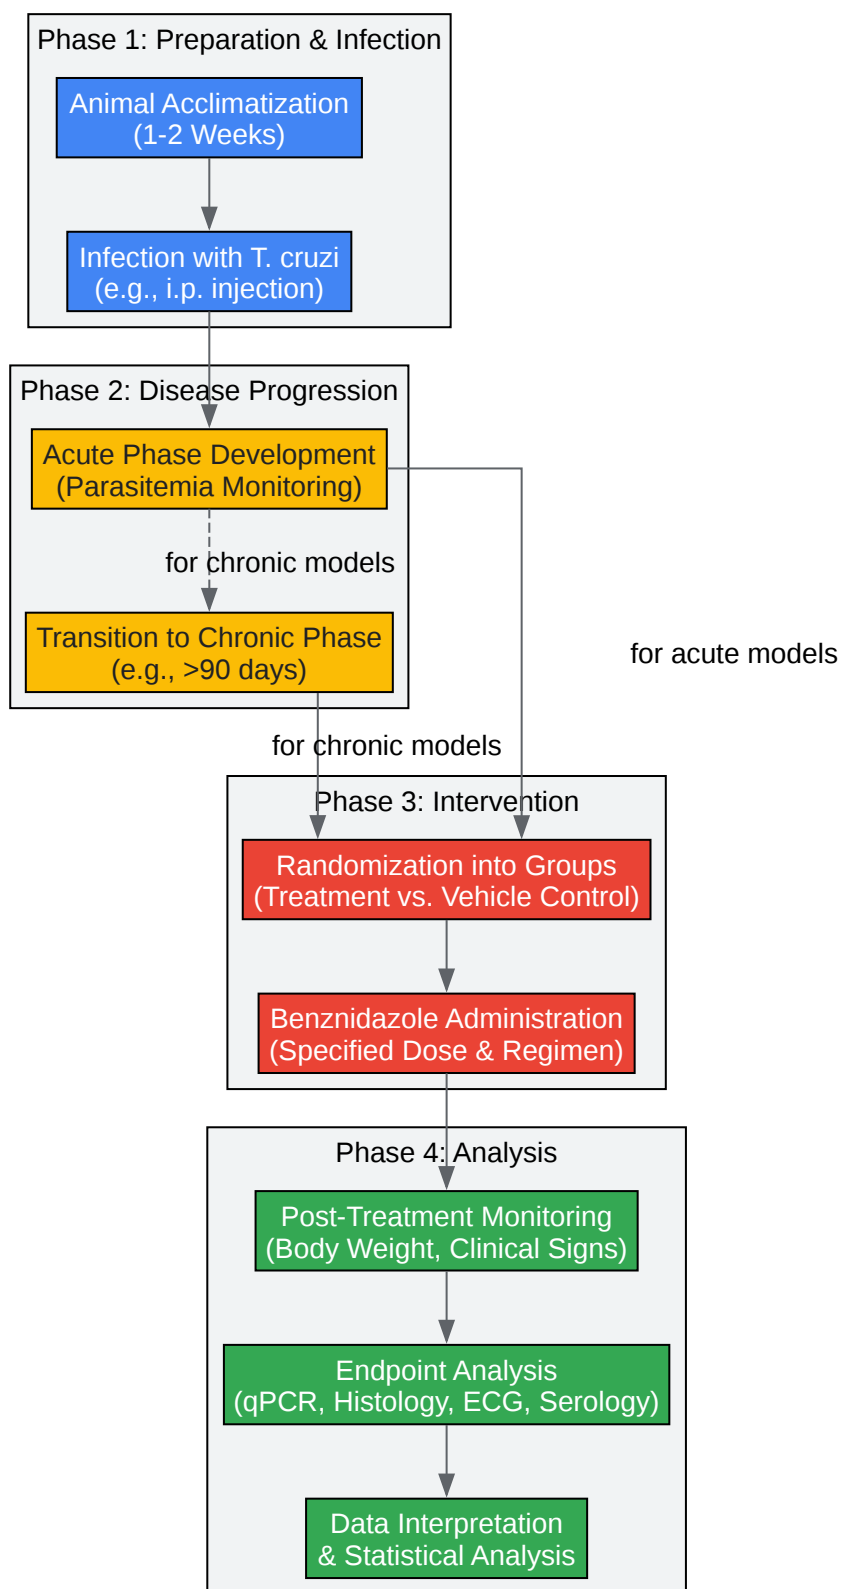 Phase 1: Preparation & Infection
Animal Acclimatization
(1-2 Weeks)
Infection with T. cruzi
(e.g., i.p. injection)
Phase 2: Disease Progression
Acute Phase Development
(Parasitemia Monitoring)
for chronic models
Transition to Chronic Phase
(e.g., >90 days)
for acute models
for chronic models
Phase 3: Intervention
Randomization into Groups
(Treatment vs. Vehicle Control)
Benznidazole Administration
(Specified Dose & Regimen)
Phase 4: Analysis
Post-Treatment Monitoring
(Body Weight, Clinical Signs)
Endpoint Analysis
(qPCR, Histology, ECG, Serology)
Data Interpretation
& Statistical Analysis